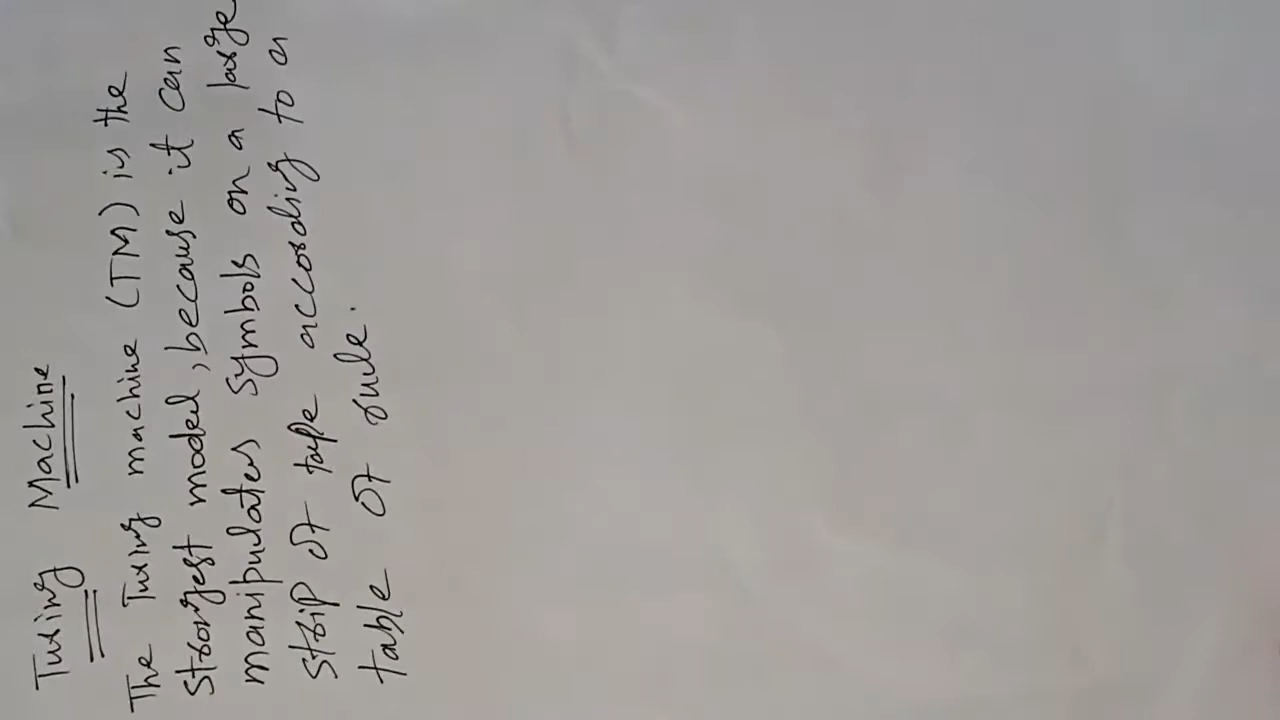 Turing Machine
The Turing machine (TM) is the
strongest model, because it can
manipulates symbols on a large
strip of tape according to a
table of rule.